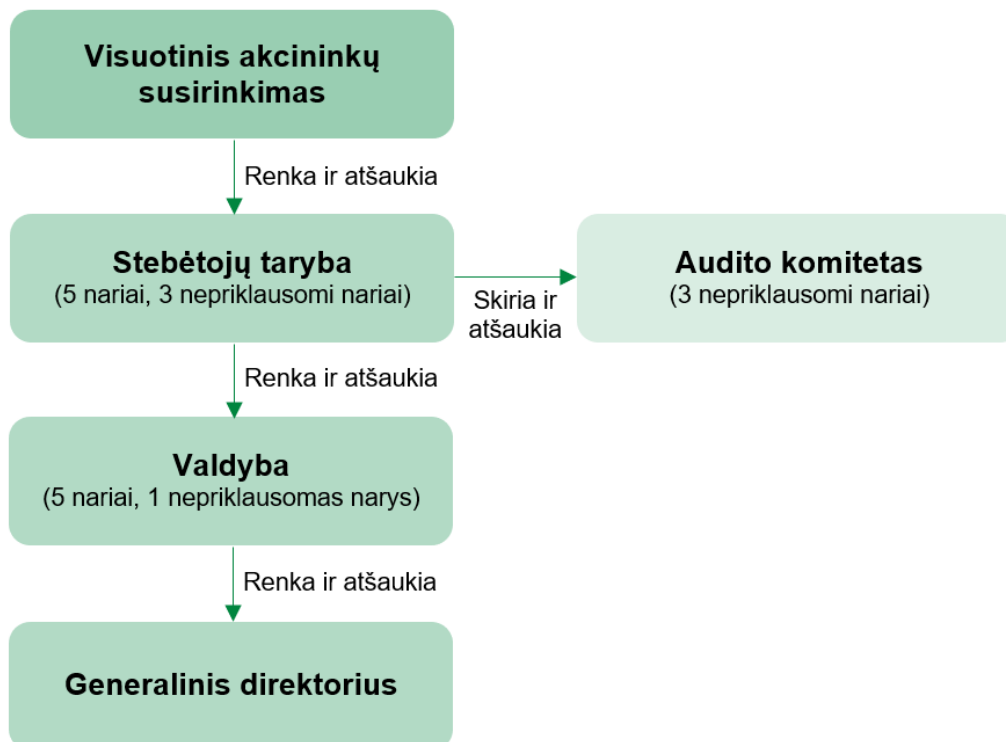 Visuotinis akcininkų
susirinkimas
Renka ir atšaukia
Stebėtojų taryba
(5 nariai, 3 nepriklausomi nariai)
Skiria ir
atšaukia
Audito komitetas
(3 nepriklausomi nariai)
Renka ir atšaukia
Valdyba
(5 nariai, 1 nepriklausomas narys)
Renka ir atšaukia
Generalinis direktorius